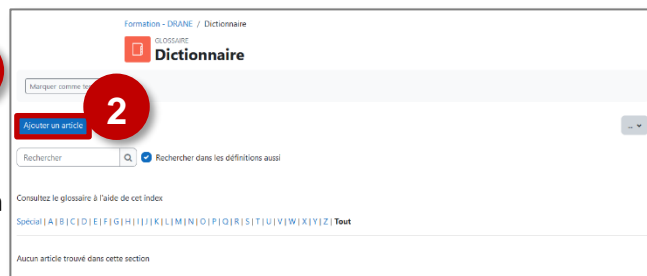 Formation - DRANE / Dictionnaire
GLOSSAIRE
Dictionnaire
Marquer comme
2
Ajouter un article
Rechercher
Rechercher dans les définitions aussi
Consultez le glossaire à l'aide de cet index
Spécial | A | B | C | D | E | F | G | H | I | J | K | L | M | N | O | P | Q | R | S | T | U | V | W | X | Y | Z | Tout
Aucun article trouvé dans cette section